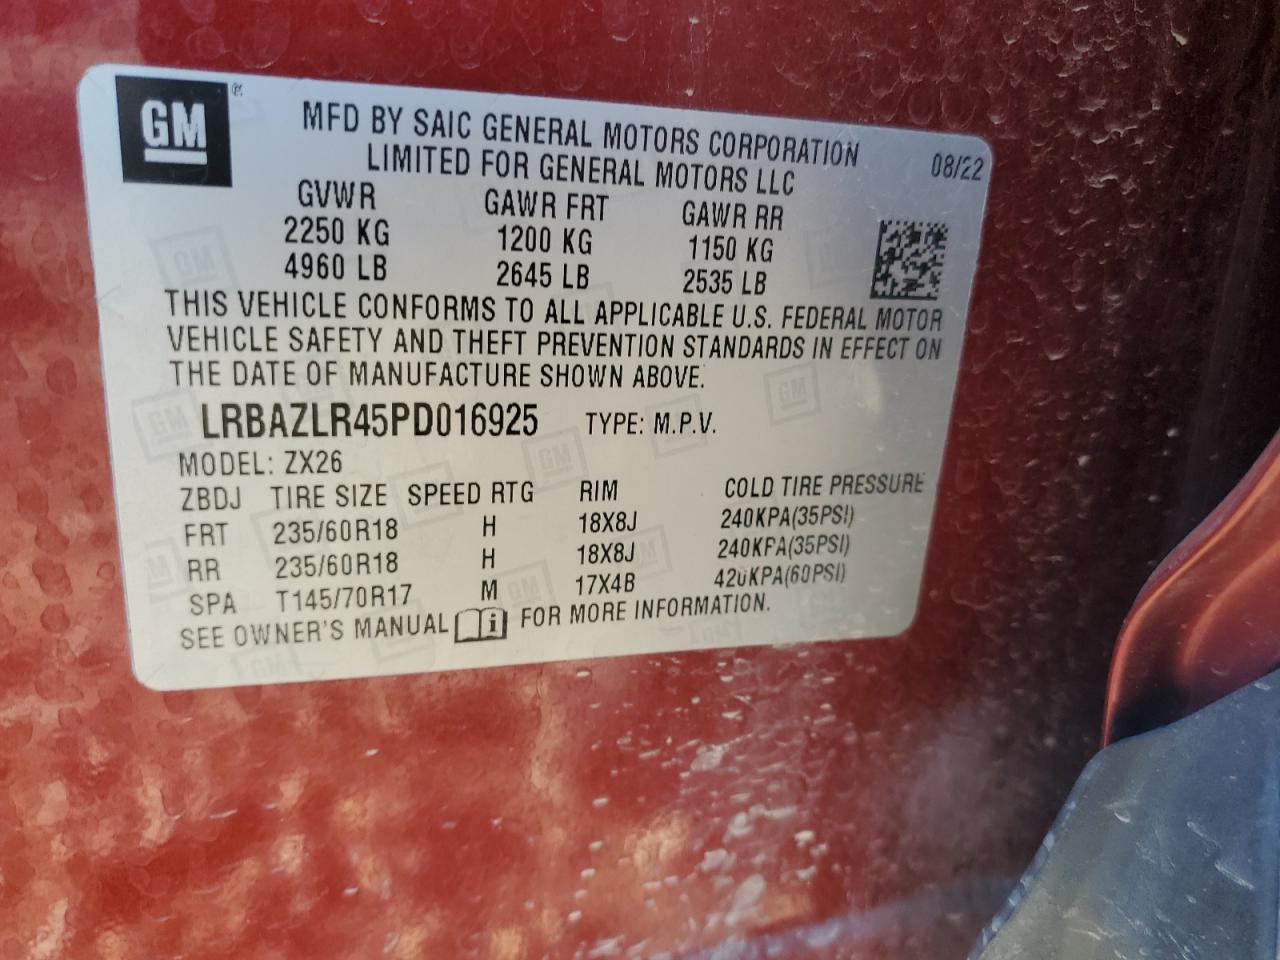 GM ®
MFD BY SAIC GENERAL MOTORS CORPORATION
LIMITED FOR GENERAL MOTORS LLC
08/22
GVWR GAWR FRT GAWR RR
2250 KG 1200 KG 1150 KG
4960 LB 2645 LB 2535 LB
THIS VEHICLE CONFORMS TO ALL APPLICABLE U.S. FEDERAL MOTOR
VEHICLE SAFETY AND THEFT PREVENTION STANDARDS IN EFFECT ON
THE DATE OF MANUFACTURE SHOWN ABOVE.
LRBAZLR45PD016925 TYPE: M.P.V.
MODEL: ZX26
ZBDJ TIRE SIZE SPEED RTG RIM COLD TIRE PRESSURE
FRT 235/60R18 H 18X8J 240KPA(35PSI)
RR 235/60R18 H 18X8J 240KPA(35PSI)
SPA T145/70R17 M 17X4B 420KPA(60PSI)
SEE OWNER'S MANUAL FOR MORE INFORMATION.